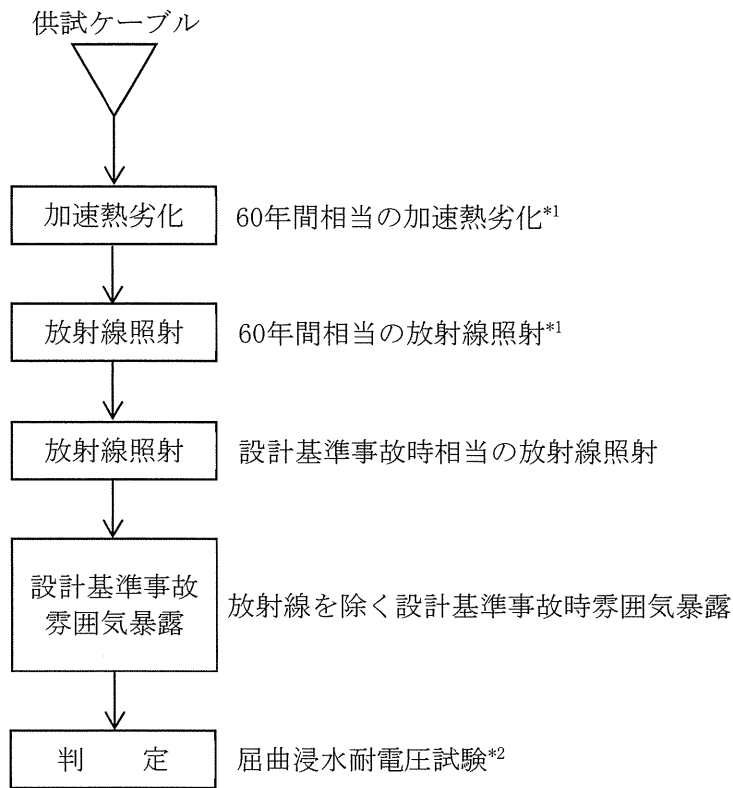 供試ケーブル
加速熱劣化 60年間相当の加速熱劣化*1
放射線照射 60年間相当の放射線照射*1
放射線照射 設計基準事故時相当の放射線照射
設計基準事故
雰囲気暴露
放射線を除く設計基準事故時雰囲気暴露
判 定 屈曲浸水耐電圧試験*2